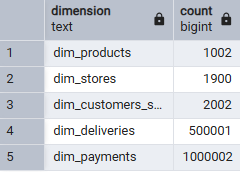 dimension count
text bigint
1 dim_products 1002
2 dim_stores 1900
3 dim_customers_s... 2002
4 dim_deliveries 500001
5 dim_payments 1000002